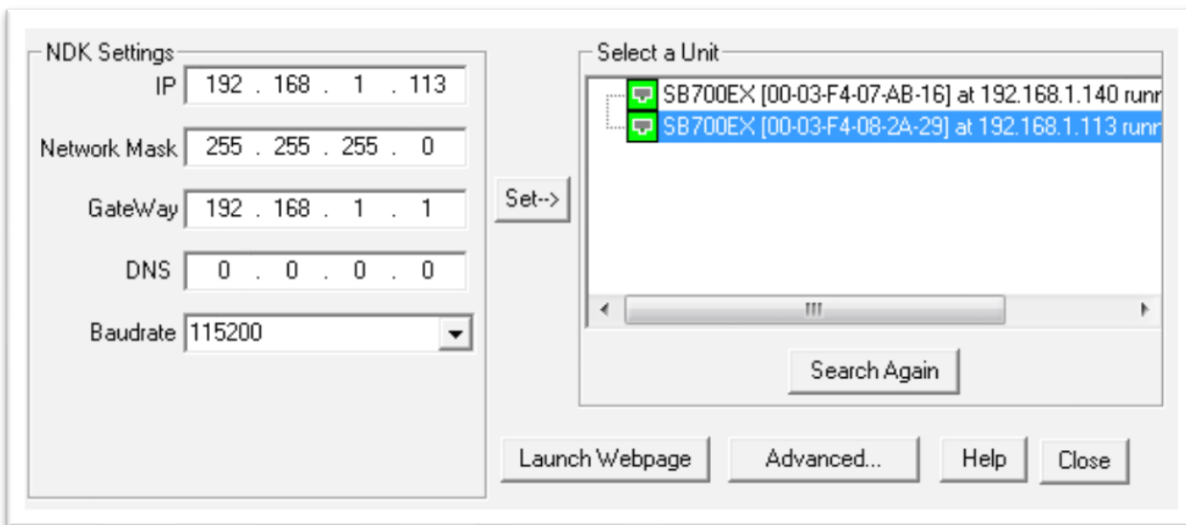 NDK Settings
IP 192 . 168 . 1 . 113
Network Mask 255 . 255 . 255 . 0
GateWay 192 . 168 . 1 . 1
DNS 0 . 0 . 0 . 0
Baudrate 115200
Set-->
Select a Unit
SB700EX [00-03-F4-07-AB-16] at 192.168.1.140
SB700EX [00-03-F4-08-2A-29] at 192.168.1.113
Search Again
Launch Webpage
Advanced...
Help
Close